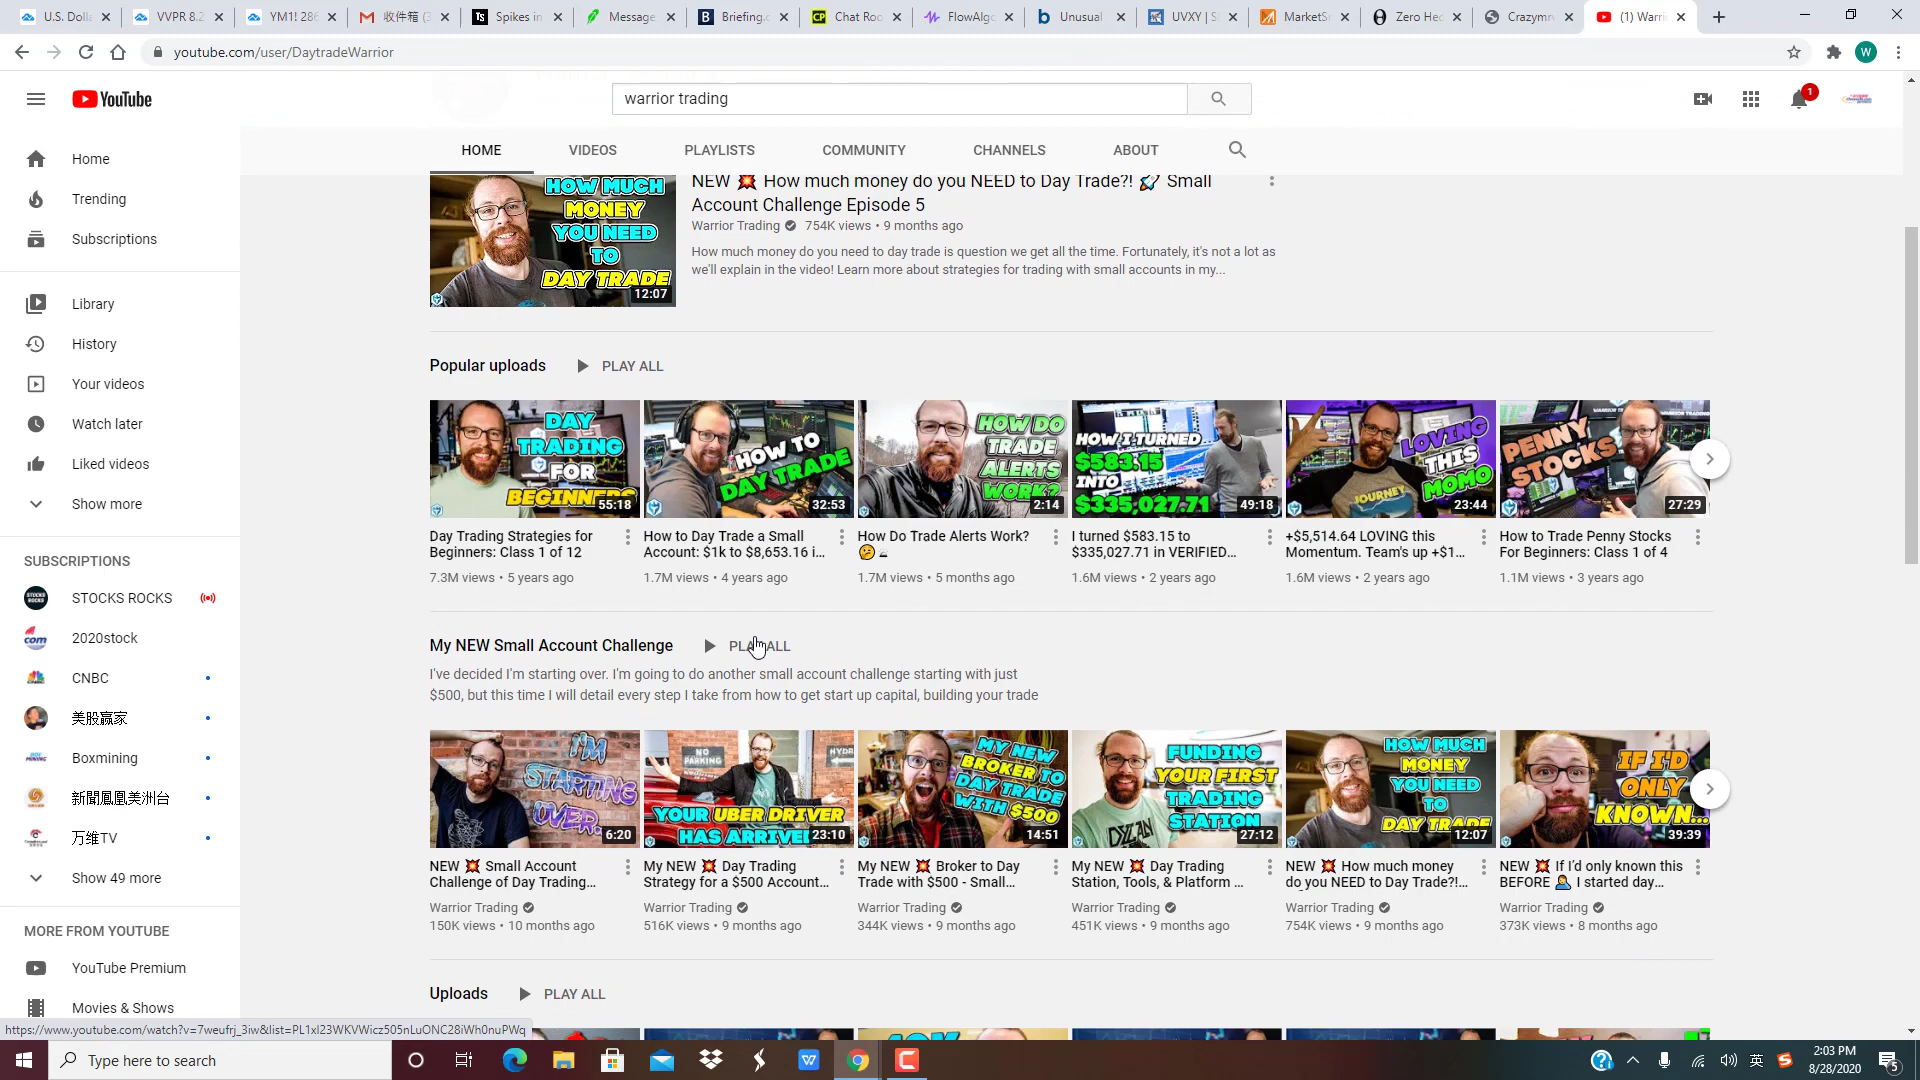 U.S. Dolla
VVPR 8.2
YM1! 286
收件箱 (3
Spikes in
Message
Briefing.c
Chat Roo
FlowAlgo
Unusual
UVXY | S
MarketS
Zero Hed
Crazymr
(1) Warri
youtube.com/user/DaytradeWarrior
W
YouTube
warrior trading
1
HOME
VIDEOS
PLAYLISTS
COMMUNITY
CHANNELS
ABOUT
Home
Trending
Subscriptions
Library
History
Your videos
Watch later
Liked videos
Show more
SUBSCRIPTIONS
STOCKS ROCKS
2020stock
CNBC
美股赢家
Boxmining
新聞鳳凰美洲台
万维TV
Show 49 more
MORE FROM YOUTUBE
YouTube Premium
Movies & Shows
HOW MUCH
MONEY
YOU NEED
TO
DAY TRADE
12:07
NEW 💥 How much money do you NEED to Day Trade?! 🚀 Small
Account Challenge Episode 5
Warrior Trading 754K views • 9 months ago
How much money do you need to day trade is question we get all the time. Fortunately, it's not a lot as
we'll explain in the video! Learn more about strategies for trading with small accounts in my...
Popular uploads
PLAY ALL
DAY
TRADING
FOR
BEGINNERS
55:18
Day Trading Strategies for
Beginners: Class 1 of 12
7.3M views • 5 years ago
HOW TO
DAY TRADE
32:53
How to Day Trade a Small
Account: $1k to $8,653.16 i...
1.7M views • 4 years ago
HOW DO
TRADE
ALERTS
WORK?
2:14
How Do Trade Alerts Work?
1.7M views • 5 months ago
HOW I TURNED
$583.15
INTO
$335,027.71
49:18
I turned $583.15 to
$335,027.71 in VERIFIED...
1.6M views • 2 years ago
LOVING
THIS
MOMO
JOURNEY
23:44
+$5,514.64 LOVING this
Momentum. Team's up +$1...
1.6M views • 2 years ago
WARRIOR TRADING
PENNY
STOCKS
27:29
How to Trade Penny Stocks
For Beginners: Class 1 of 4
1.1M views • 3 years ago
My NEW Small Account Challenge
PLAY ALL
I've decided I'm starting over. I'm going to do another small account challenge starting with just
$500, but this time I will detail every step I take from how to get start up capital, building your trade
I'M
STARTING
OVER.
6:20
NEW 💥 Small Account
Challenge of Day Trading...
Warrior Trading
150K views • 10 months ago
NO
PARKING
HYDR
YOUR UBER DRIVER
HAS ARRIVED
23:10
My NEW 💥 Day Trading
Strategy for a $500 Account...
Warrior Trading
516K views • 9 months ago
MY NEW
BROKER TO
DAY TRADE
WITH $500
14:51
My NEW 💥 Broker to Day
Trade with $500 - Small...
Warrior Trading
344K views • 9 months ago
FUNDING
YOUR FIRST
TRADING
STATION
27:12
My NEW 💥 Day Trading
Station, Tools, & Platform ...
Warrior Trading
451K views • 9 months ago
HOW MUCH
MONEY
YOU NEED
TO
DAY TRADE
12:07
NEW 💥 How much money
do you NEED to Day Trade?!...
Warrior Trading
754K views • 9 months ago
IF I'D
ONLY
KNOWN...
39:39
NEW 💥 If I'd only known this
BEFORE 🤦 I started day...
Warrior Trading
373K views • 8 months ago
Uploads
PLAY ALL
https://www.youtube.com/watch?v=7weufrj_3iw&list=PL1xI23WKVWicz505nLuONC28iWh0nuPWq
Type here to search
英
2:03 PM
8/28/2020
5